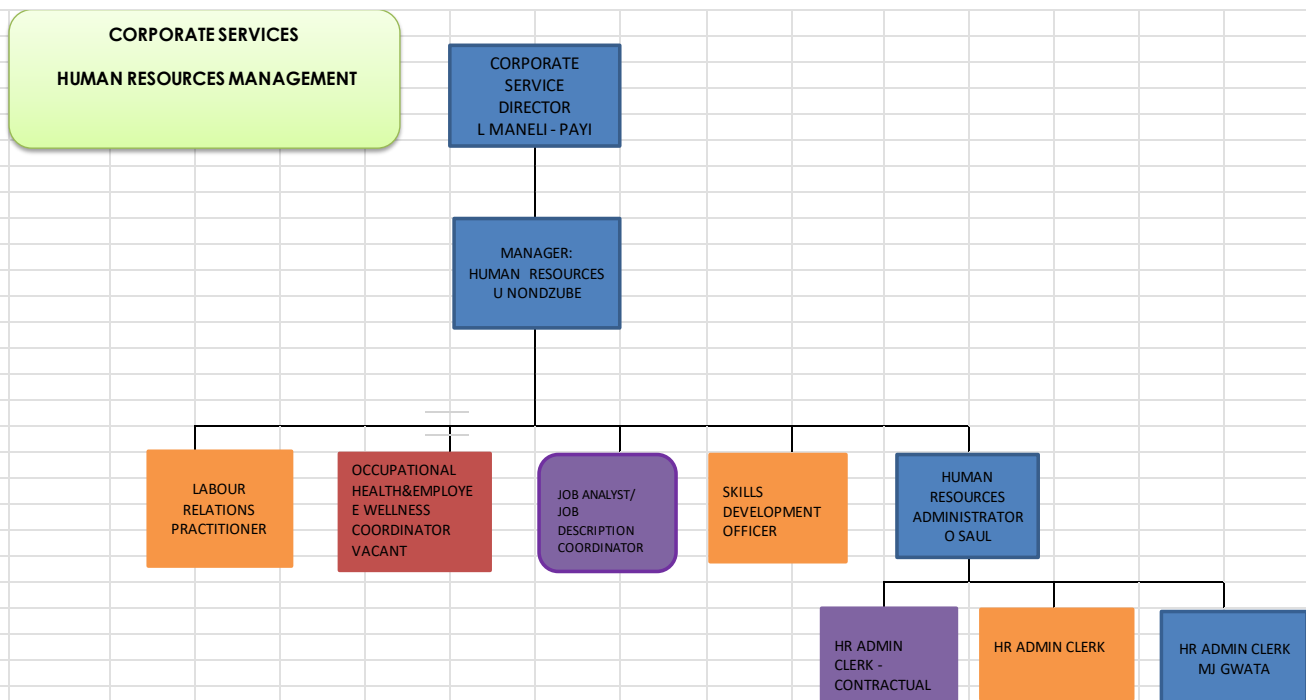 CORPORATE SERVICES
HUMAN RESOURCES MANAGEMENT
CORPORATE
SERVICE
DIRECTOR
L MANELI - PAYI
MANAGER:
HUMAN RESOURCES
U NONDZUBE
LABOUR
RELATIONS
PRACTITIONER
OCCUPATIONAL
HEALTH&EMPLOYE
E WELLNESS
COORDINATOR
VACANT
JOB ANALYST/
JOB
DESCRIPTION
COORDINATOR
SKILLS
DEVELOPMENT
OFFICER
HUMAN
RESOURCES
ADMINISTRATOR
O SAUL
HR ADMIN
CLERK -
CONTRACTUAL
HR ADMIN CLERK
HR ADMIN CLERK
MJ GWATA